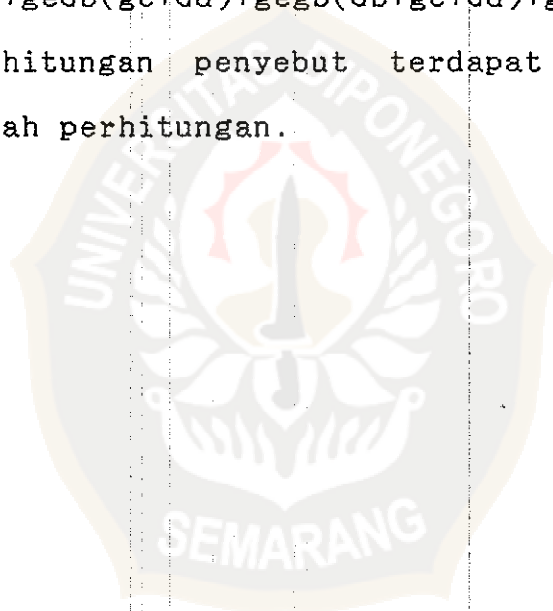 hitungan penyebut terdapat
ah perhitungan.
UNIVERSITAS DIPONEGORO
SEMARANG